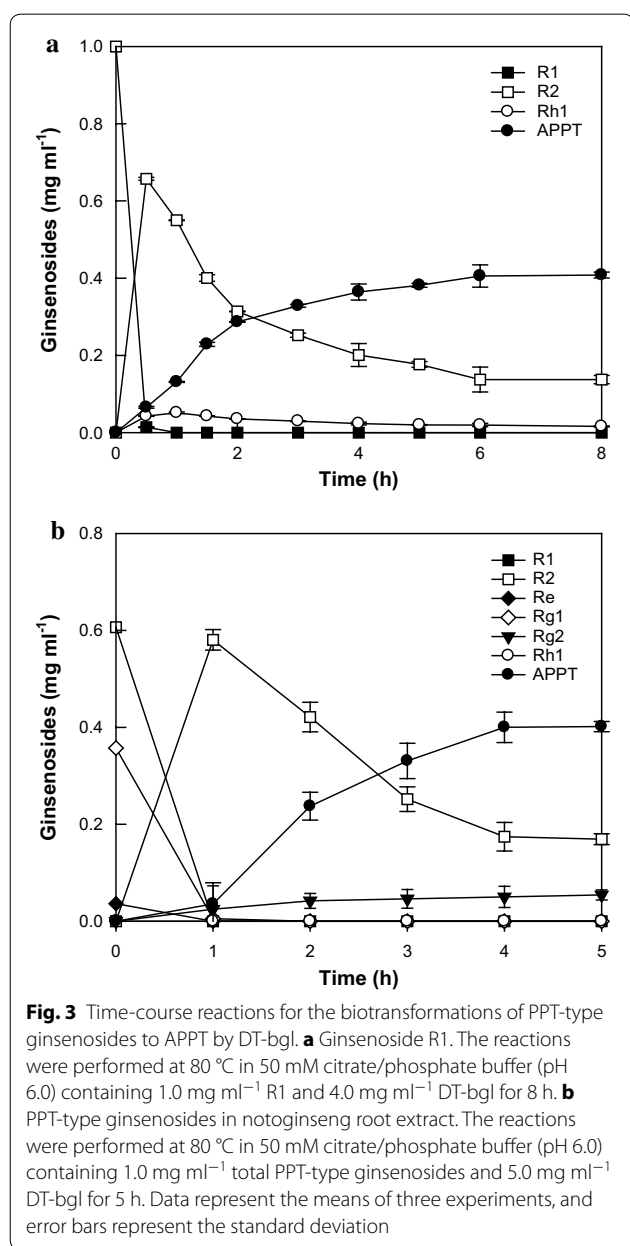 a
1.0
0.8
0.6
0.4
0.2
0.0
Ginsenosides (mg ml⁻¹)
R1
R2
Rh1
APPT
0 2 4 6 8
Time (h)
b
0.8
0.6
0.4
0.2
0.0
Ginsenosides (mg ml⁻¹)
R1
R2
Re
Rg1
Rg2
Rh1
APPT
0 1 2 3 4 5
Time (h)
Fig. 3 Time-course reactions for the biotransformations of PPT-type
ginsenosides to APPT by DT-bgl. a Ginsenoside R1. The reactions
were performed at 80 °C in 50 mM citrate/phosphate buffer (pH
6.0) containing 1.0 mg ml⁻¹ R1 and 4.0 mg ml⁻¹ DT-bgl for 8 h. b
PPT-type ginsenosides in notoginseng root extract. The reactions
were performed at 80 °C in 50 mM citrate/phosphate buffer (pH 6.0)
containing 1.0 mg ml⁻¹ total PPT-type ginsenosides and 5.0 mg ml⁻¹
DT-bgl for 5 h. Data represent the means of three experiments, and
error bars represent the standard deviation